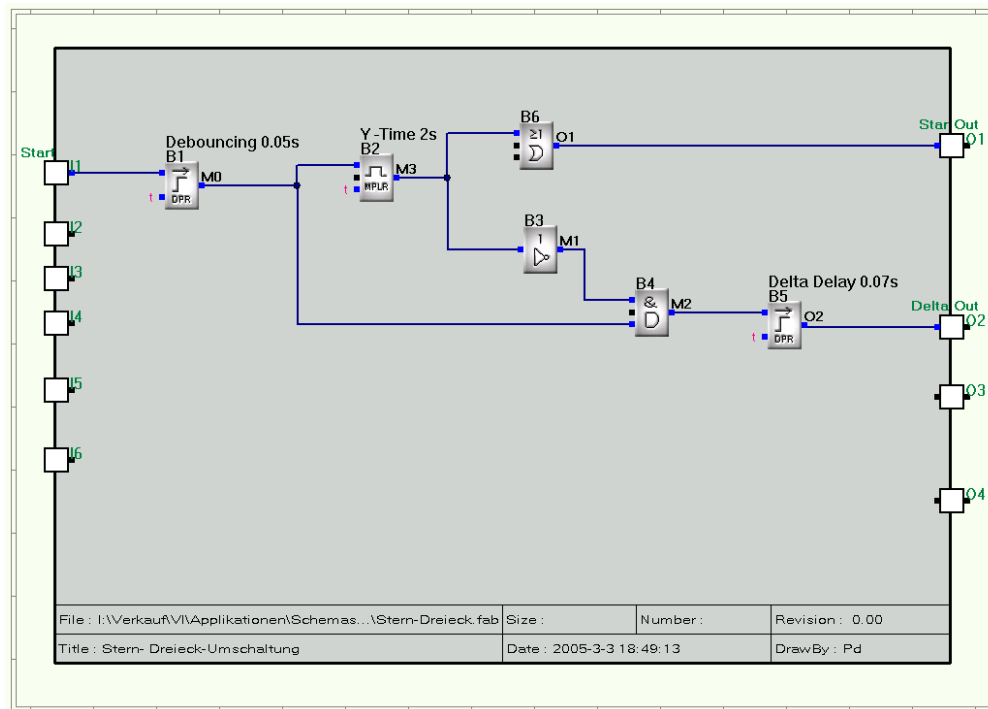 Start
I1
I2
I3
I4
I5
I6
Debouncing 0.05s
B1
DPR
t
M0
Y-Time 2s
B2
MPLR
t
M3
B6
≥1
O1
B3
1
M1
B4
&
M2
Delta Delay 0.07s
B5
DPR
t
O2
Star Out
O1
Delta Out
O2
O3
O4
File : I:\Verkauf\VI\Applikationen\Schemas...\Stern-Dreieck.fab
Size :
Number :
Revision : 0.00
Title : Stern- Dreieck-Umschaltung
Date : 2005-3-3 18:49:13
DrawBy : Pd